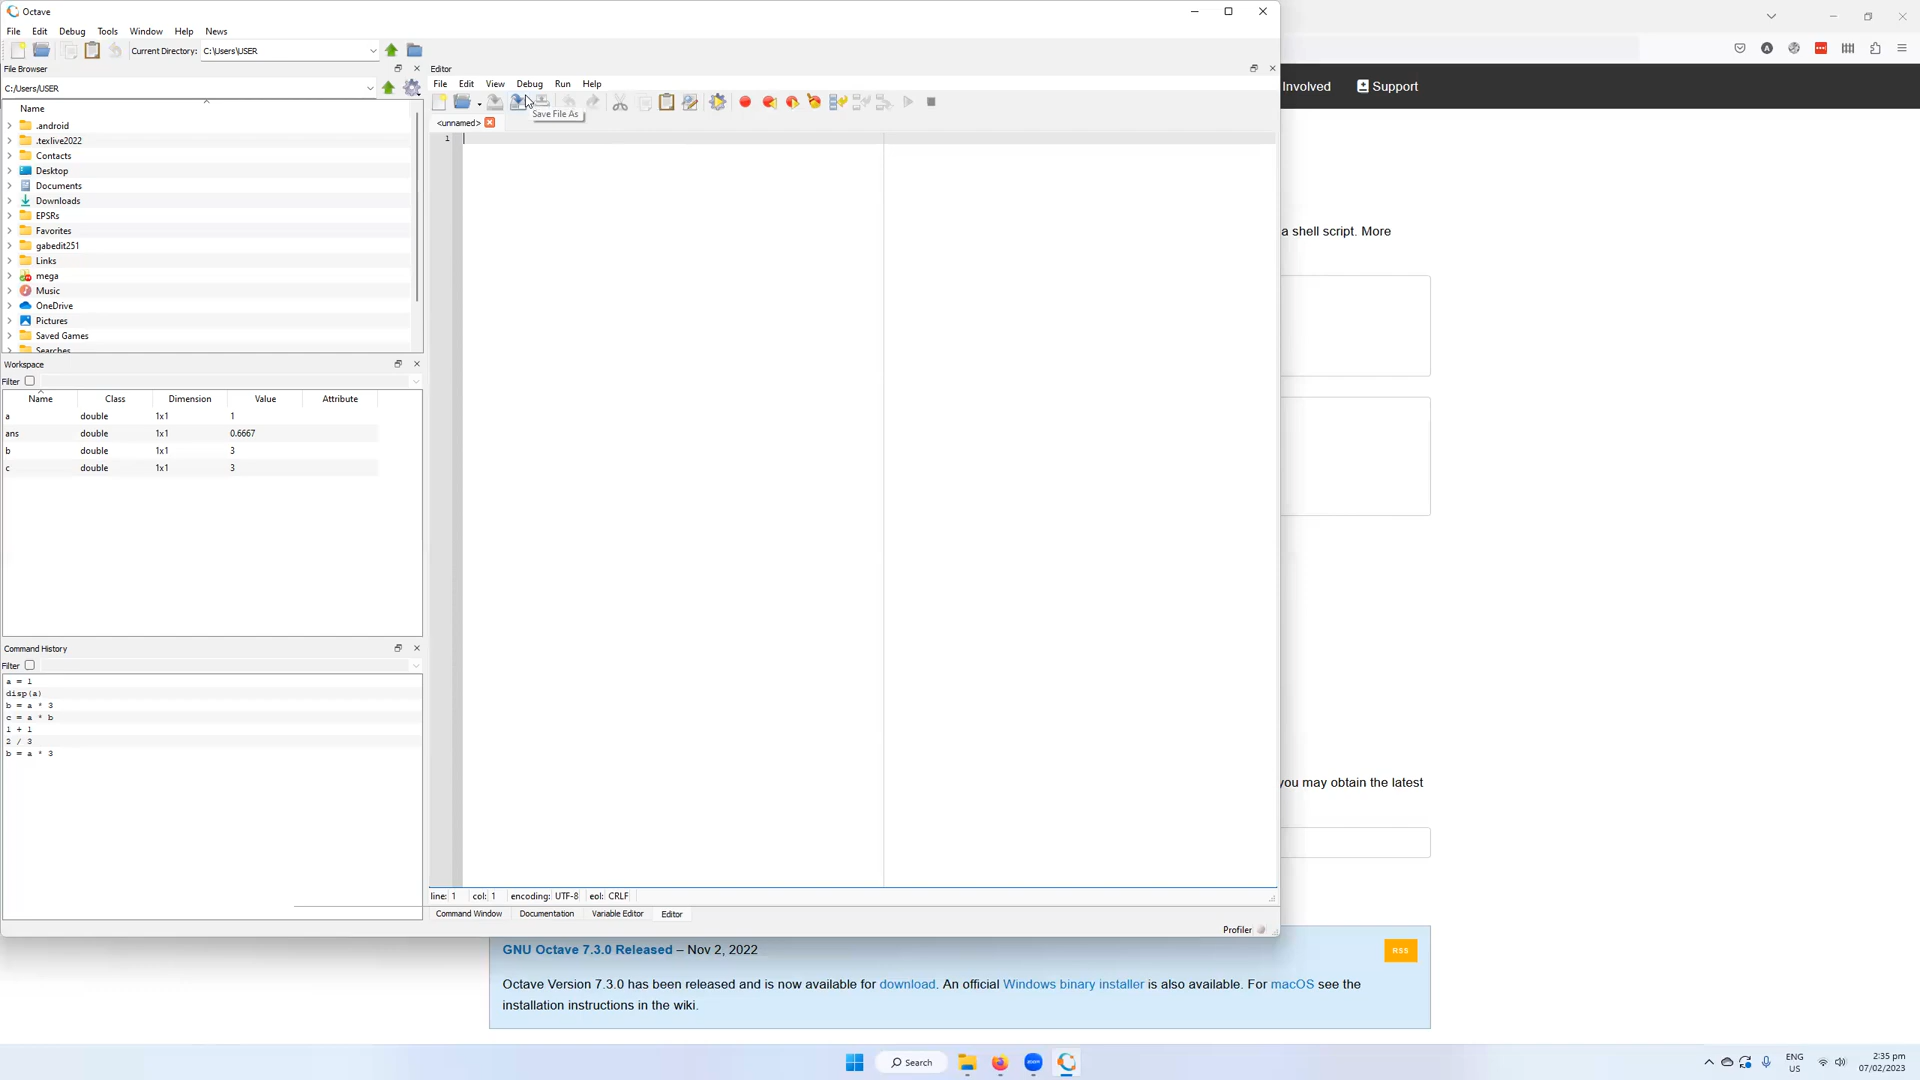 Octave
File Edit Debug Tools Window Help News
Current Directory: C:\Users\USER
File Browser
C:/Users/USER
Name
.android
.texlive2022
Contacts
Desktop
Documents
Downloads
EPSRs
Favorites
gabedit251
Links
mega
Music
OneDrive
Pictures
Saved Games
Searches
Workspace
Filter
Name Class Dimension Value Attribute
a double 1x1 1
ans double 1x1 0.6667
b double 1x1 3
c double 1x1 3
Command History
Filter
a = 1
disp(a)
b = a * 3
c = a * b
1 + 1
2 / 3
b = a * 3
Editor
File Edit View Debug Run Help
Save File As
<unnamed>
1
line: 1 col: 1 encoding: UTF-8 eol: CRLF
Command Window Documentation Variable Editor Editor
Profiler
Involved Support
a shell script. More
you may obtain the latest
GNU Octave 7.3.0 Released – Nov 2, 2022
RSS
Octave Version 7.3.0 has been released and is now available for download. An official Windows binary installer is also available. For macOS see the
installation instructions in the wiki.
Search
zoom
ENG
US
2:35 pm
07/02/2023